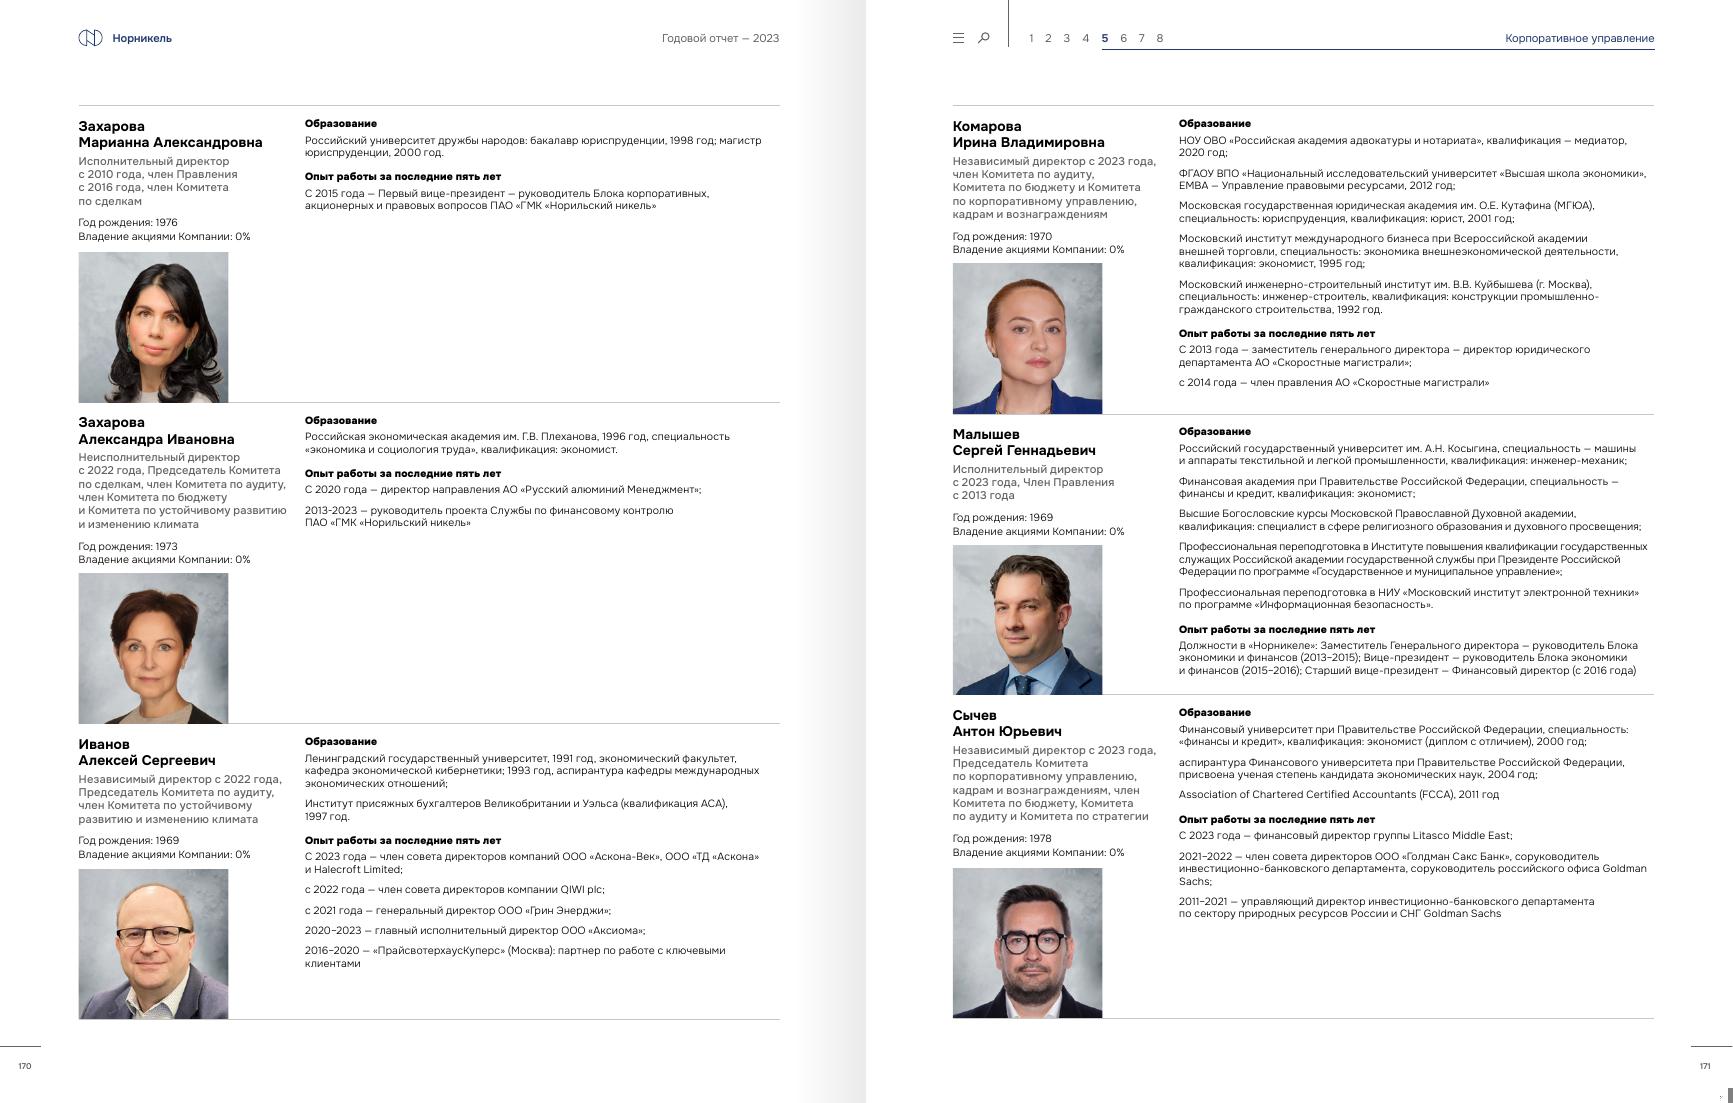 Норникель
Годовой отчет — 2023
Захарова
Марианна Александровна
Исполнительный директор
с 2010 года, член Правления
с 2016 года, член Комитета
по сделкам
Год рождения: 1976
Владение акциями Компании: 0%
Образование
Российский университет дружбы народов: бакалавр юриспруденции, 1998 год; магистр
юриспруденции, 2000 год.
Опыт работы за последние пять лет
С 2015 года — Первый вице-президент — руководитель Блока корпоративных,
акционерных и правовых вопросов ПАО «ГМК «Норильский никель»
Захарова
Александра Ивановна
Неисполнительный директор
с 2022 года, Председатель Комитета
по сделкам, член Комитета по аудиту,
член Комитета по бюджету
и Комитета по устойчивому развитию
и изменению климата
Год рождения: 1973
Владение акциями Компании: 0%
Образование
Российская экономическая академия им. Г.В. Плеханова, 1996 год, специальность
«экономика и социология труда», квалификация: экономист.
Опыт работы за последние пять лет
С 2020 года — директор направления АО «Русский алюминий Менеджмент»;
2013-2023 — руководитель проекта Службы по финансовому контролю
ПАО «ГМК «Норильский никель»
Иванов
Алексей Сергеевич
Независимый директор с 2022 года,
Председатель Комитета по аудиту,
член Комитета по устойчивому
развитию и изменению климата
Год рождения: 1969
Владение акциями Компании: 0%
Образование
Ленинградский государственный университет, 1991 год, экономический факультет,
кафедра экономической кибернетики; 1993 год, аспирантура кафедры международных
экономических отношений;
Институт присяжных бухгалтеров Великобритании и Уэльса (квалификация ACA),
1997 год.
Опыт работы за последние пять лет
С 2023 года — член совета директоров компаний ООО «Аскона-Век», ООО «ТД «Аскона»
и Halecroft Limited;
с 2022 года — член совета директоров компании QIWI plc;
с 2021 года — генеральный директор ООО «Грин Энерджи»;
2020–2023 — главный исполнительный директор ООО «Аксиома»;
2016–2020 — «ПрайсвотерхаусКуперс» (Москва): партнер по работе с ключевыми
клиентами
170
1 2 3 4 5 6 7 8
Корпоративное управление
Комарова
Ирина Владимировна
Независимый директор с 2023 года,
член Комитета по аудиту,
Комитета по бюджету и Комитета
по корпоративному управлению,
кадрам и вознаграждениям
Год рождения: 1970
Владение акциями Компании: 0%
Образование
НОУ ОВО «Российская академия адвокатуры и нотариата», квалификация — медиатор,
2020 год;
ФГАОУ ВПО «Национальный исследовательский университет «Высшая школа экономики»,
EMBA — Управление правовыми ресурсами, 2012 год;
Московская государственная юридическая академия им. О.Е. Кутафина (МГЮА),
специальность: юриспруденция, квалификация: юрист, 2001 год;
Московский институт международного бизнеса при Всероссийской академии
внешней торговли, специальность: экономика внешнеэкономической деятельности,
квалификация: экономист, 1995 год;
Московский инженерно-строительный институт им. В.В. Куйбышева (г. Москва),
специальность: инженер-строитель, квалификация: конструкции промышленно-
гражданского строительства, 1992 год.
Опыт работы за последние пять лет
С 2013 года — заместитель генерального директора — директор юридического
департамента АО «Скоростные магистрали»;
с 2014 года — член правления АО «Скоростные магистрали»
Малышев
Сергей Геннадьевич
Исполнительный директор
с 2023 года, Член Правления
с 2013 года
Год рождения: 1969
Владение акциями Компании: 0%
Образование
Российский государственный университет им. А.Н. Косыгина, специальность — машины
и аппараты текстильной и легкой промышленности, квалификация: инженер-механик;
Финансовая академия при Правительстве Российской Федерации, специальность —
финансы и кредит, квалификация: экономист;
Высшие Богословские курсы Московской Православной Духовной академии,
квалификация: специалист в сфере религиозного образования и духовного просвещения;
Профессиональная переподготовка в Институте повышения квалификации государственных
служащих Российской академии государственной службы при Президенте Российской
Федерации по программе «Государственное и муниципальное управление»;
Профессиональная переподготовка в НИУ «Московский институт электронной техники»
по программе «Информационная безопасность».
Опыт работы за последние пять лет
Должности в «Норникеле»: Заместитель Генерального директора — руководитель Блока
экономики и финансов (2013–2015); Вице-президент — руководитель Блока экономики
и финансов (2015–2016); Старший вице-президент — Финансовый директор (с 2016 года)
Сычев
Антон Юрьевич
Независимый директор с 2023 года,
Председатель Комитета
по корпоративному управлению,
кадрам и вознаграждениям, член
Комитета по бюджету, Комитета
по аудиту и Комитета по стратегии
Год рождения: 1978
Владение акциями Компании: 0%
Образование
Финансовый университет при Правительстве Российской Федерации, специальность:
«финансы и кредит», квалификация: экономист (диплом с отличием), 2000 год;
аспирантура Финансового университета при Правительстве Российской Федерации,
присвоена ученая степень кандидата экономических наук, 2004 год;
Association of Chartered Certified Accountants (FCCA), 2011 год
Опыт работы за последние пять лет
С 2023 года — финансовый директор группы Litasco Middle East;
2021–2022 — член совета директоров ООО «Голдман Сакс Банк», соруководитель
инвестиционно-банковского департамента, соруководитель российского офиса Goldman
Sachs;
2011–2021 — управляющий директор инвестиционно-банковского департамента
по сектору природных ресурсов России и СНГ Goldman Sachs
171